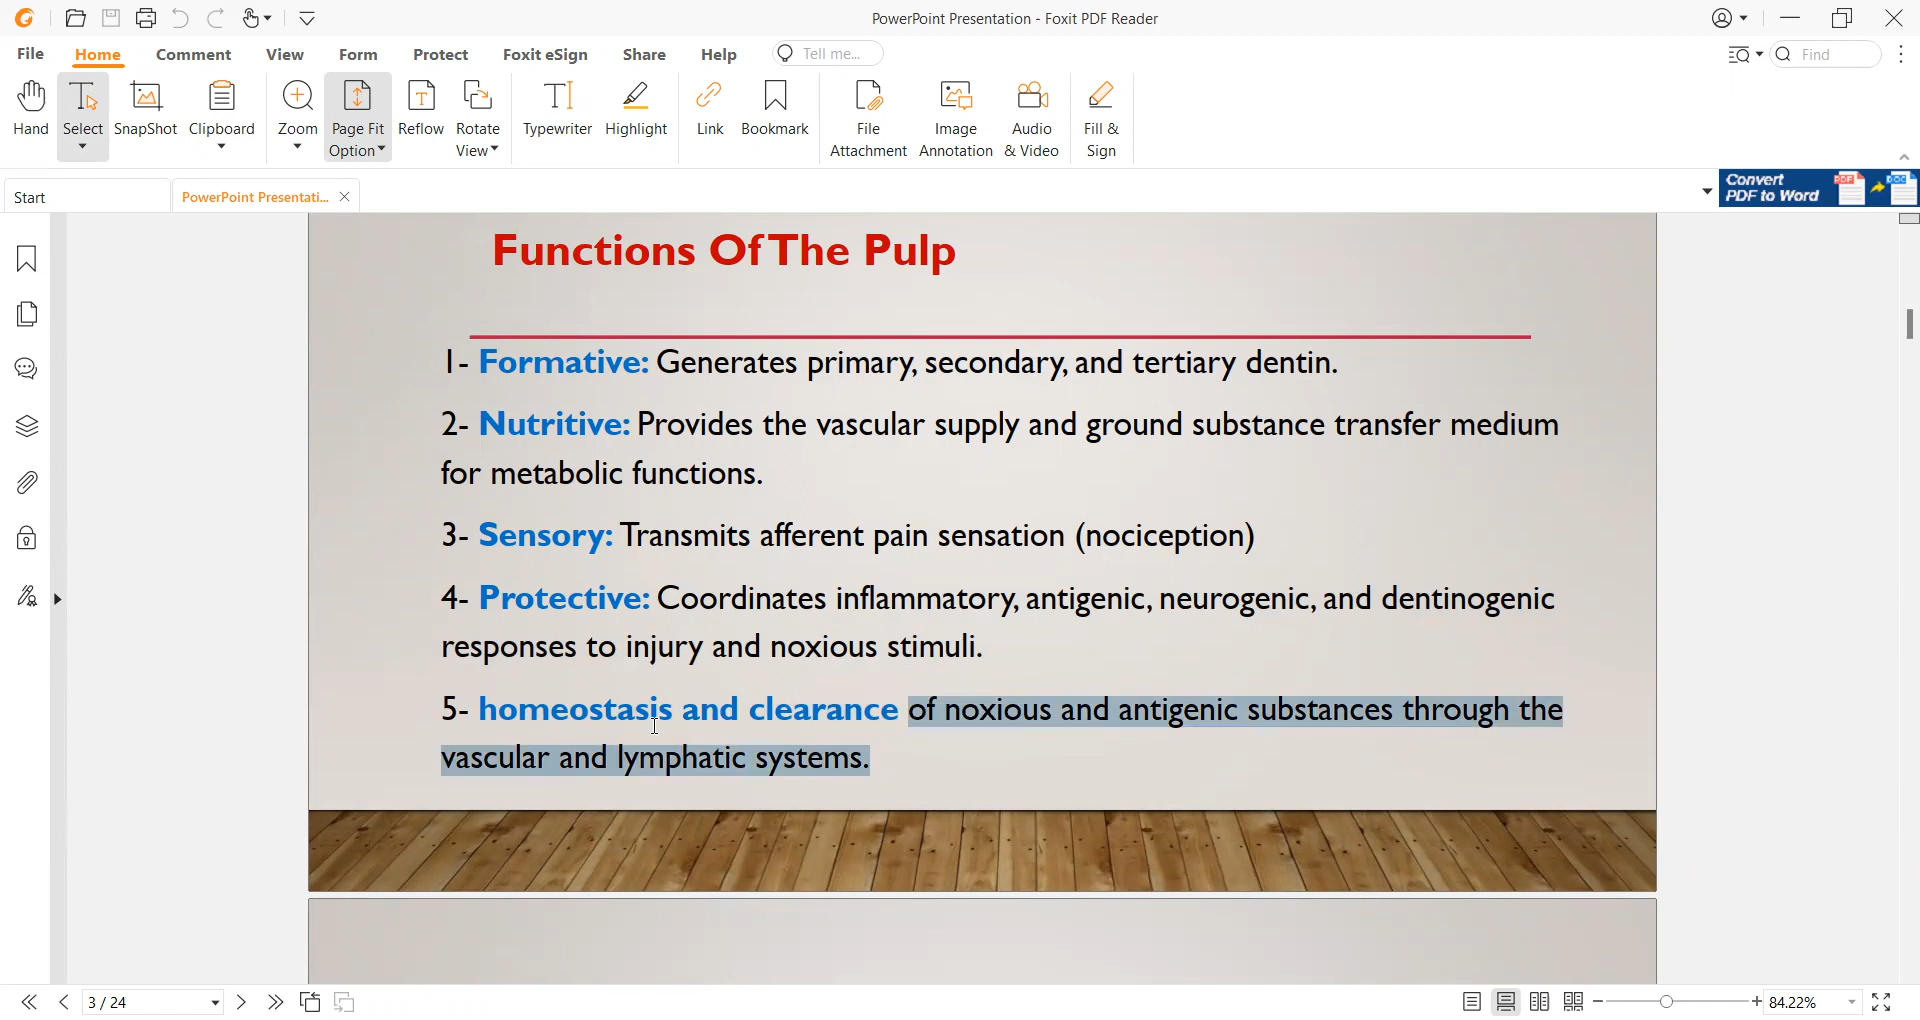 PowerPoint Presentation - Foxit PDF Reader
File Home Comment View Form Protect Foxit eSign Share Help Tell me... Find
Hand Select SnapShot Clipboard Zoom Page Fit Option Reflow Rotate View Typewriter Highlight Link Bookmark File Attachment Image Annotation Audio & Video Fill & Sign
Start PowerPoint Presentati...
Convert
PDF to Word
PDF DOC
Functions Of The Pulp
1- Formative: Generates primary, secondary, and tertiary dentin.
2- Nutritive: Provides the vascular supply and ground substance transfer medium
for metabolic functions.
3- Sensory: Transmits afferent pain sensation (nociception)
4- Protective: Coordinates inflammatory, antigenic, neurogenic, and dentinogenic
responses to injury and noxious stimuli.
5- homeostasis and clearance of noxious and antigenic substances through the
vascular and lymphatic systems.
3 / 24 84.22%